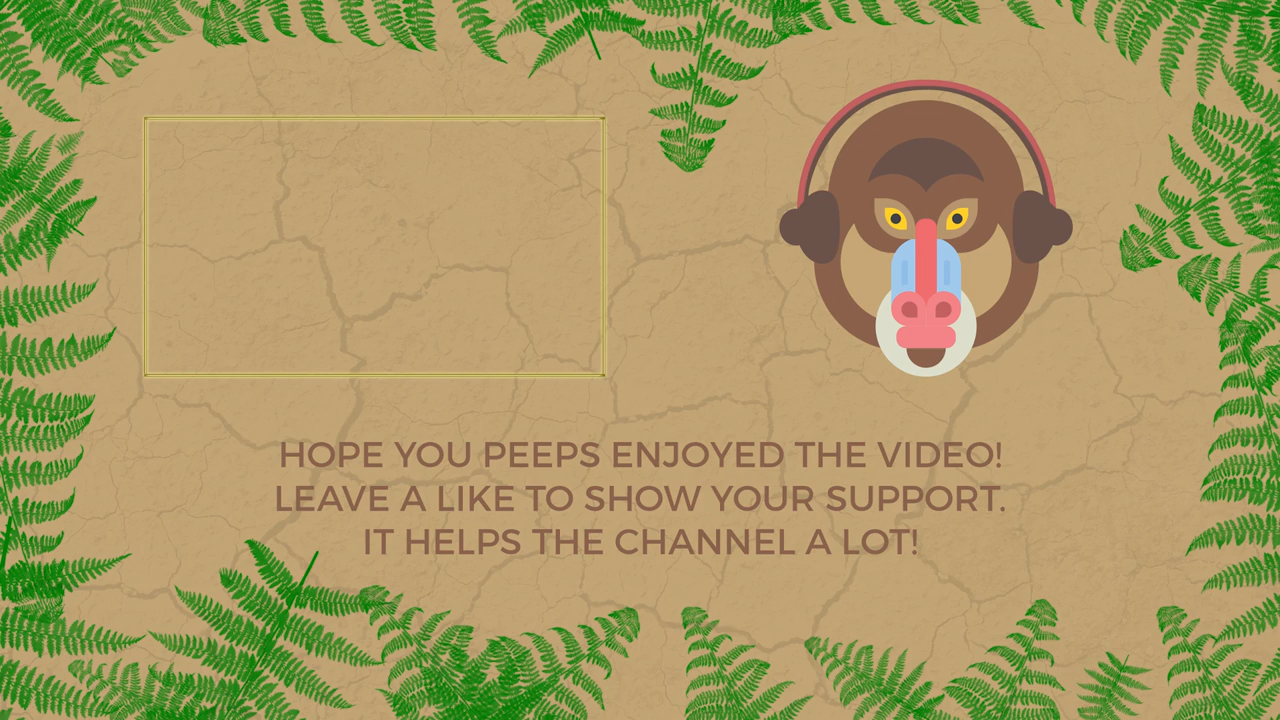 HOPE YOU PEEPS ENJOYED THE VIDEO!
LEAVE A LIKE TO SHOW YOUR SUPPORT.
IT HELPS THE CHANNEL A LOT!